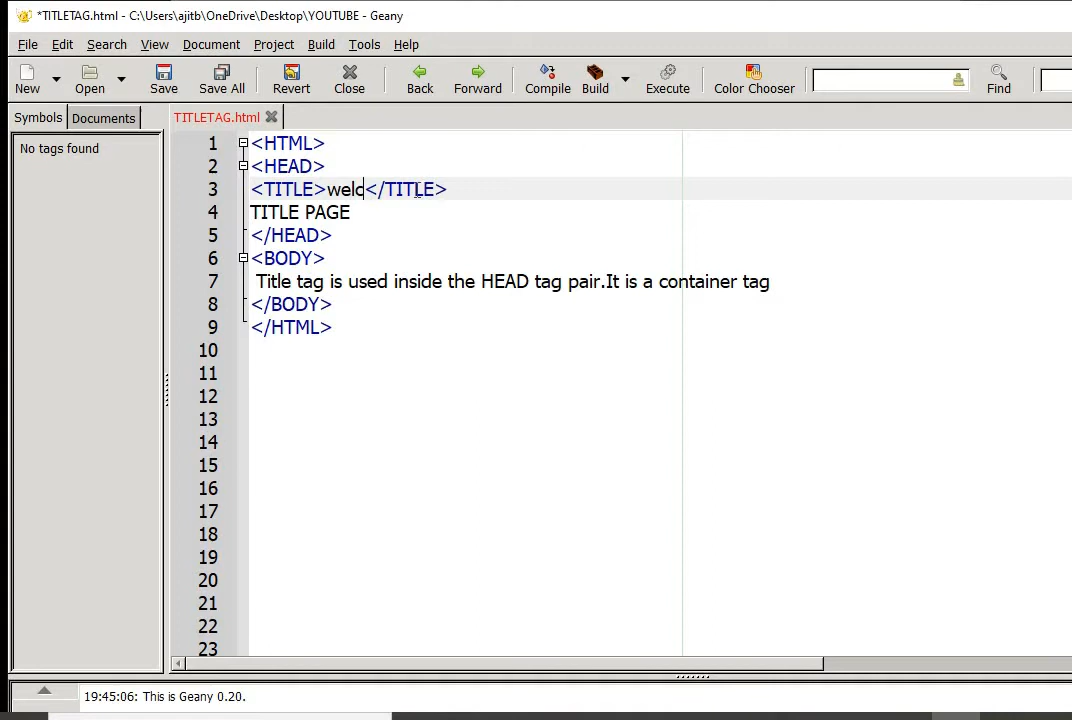 *TITLETAG.html - C:\Users\ajitb\OneDrive\Desktop\YOUTUBE - Geany
File Edit Search View Document Project Build Tools Help
New Open Save Save All Revert Close Back Forward Compile Build Execute Color Chooser Find
Symbols Documents TITLETAG.html
No tags found
1 <HTML>
2 <HEAD>
3 <TITLE>welc</TITLE>
4 TITLE PAGE
5 </HEAD>
6 <BODY>
7 Title tag is used inside the HEAD tag pair.It is a container tag
8 </BODY>
9 </HTML>
10
11
12
13
14
15
16
17
18
19
20
21
22
23
19:45:06: This is Geany 0.20.